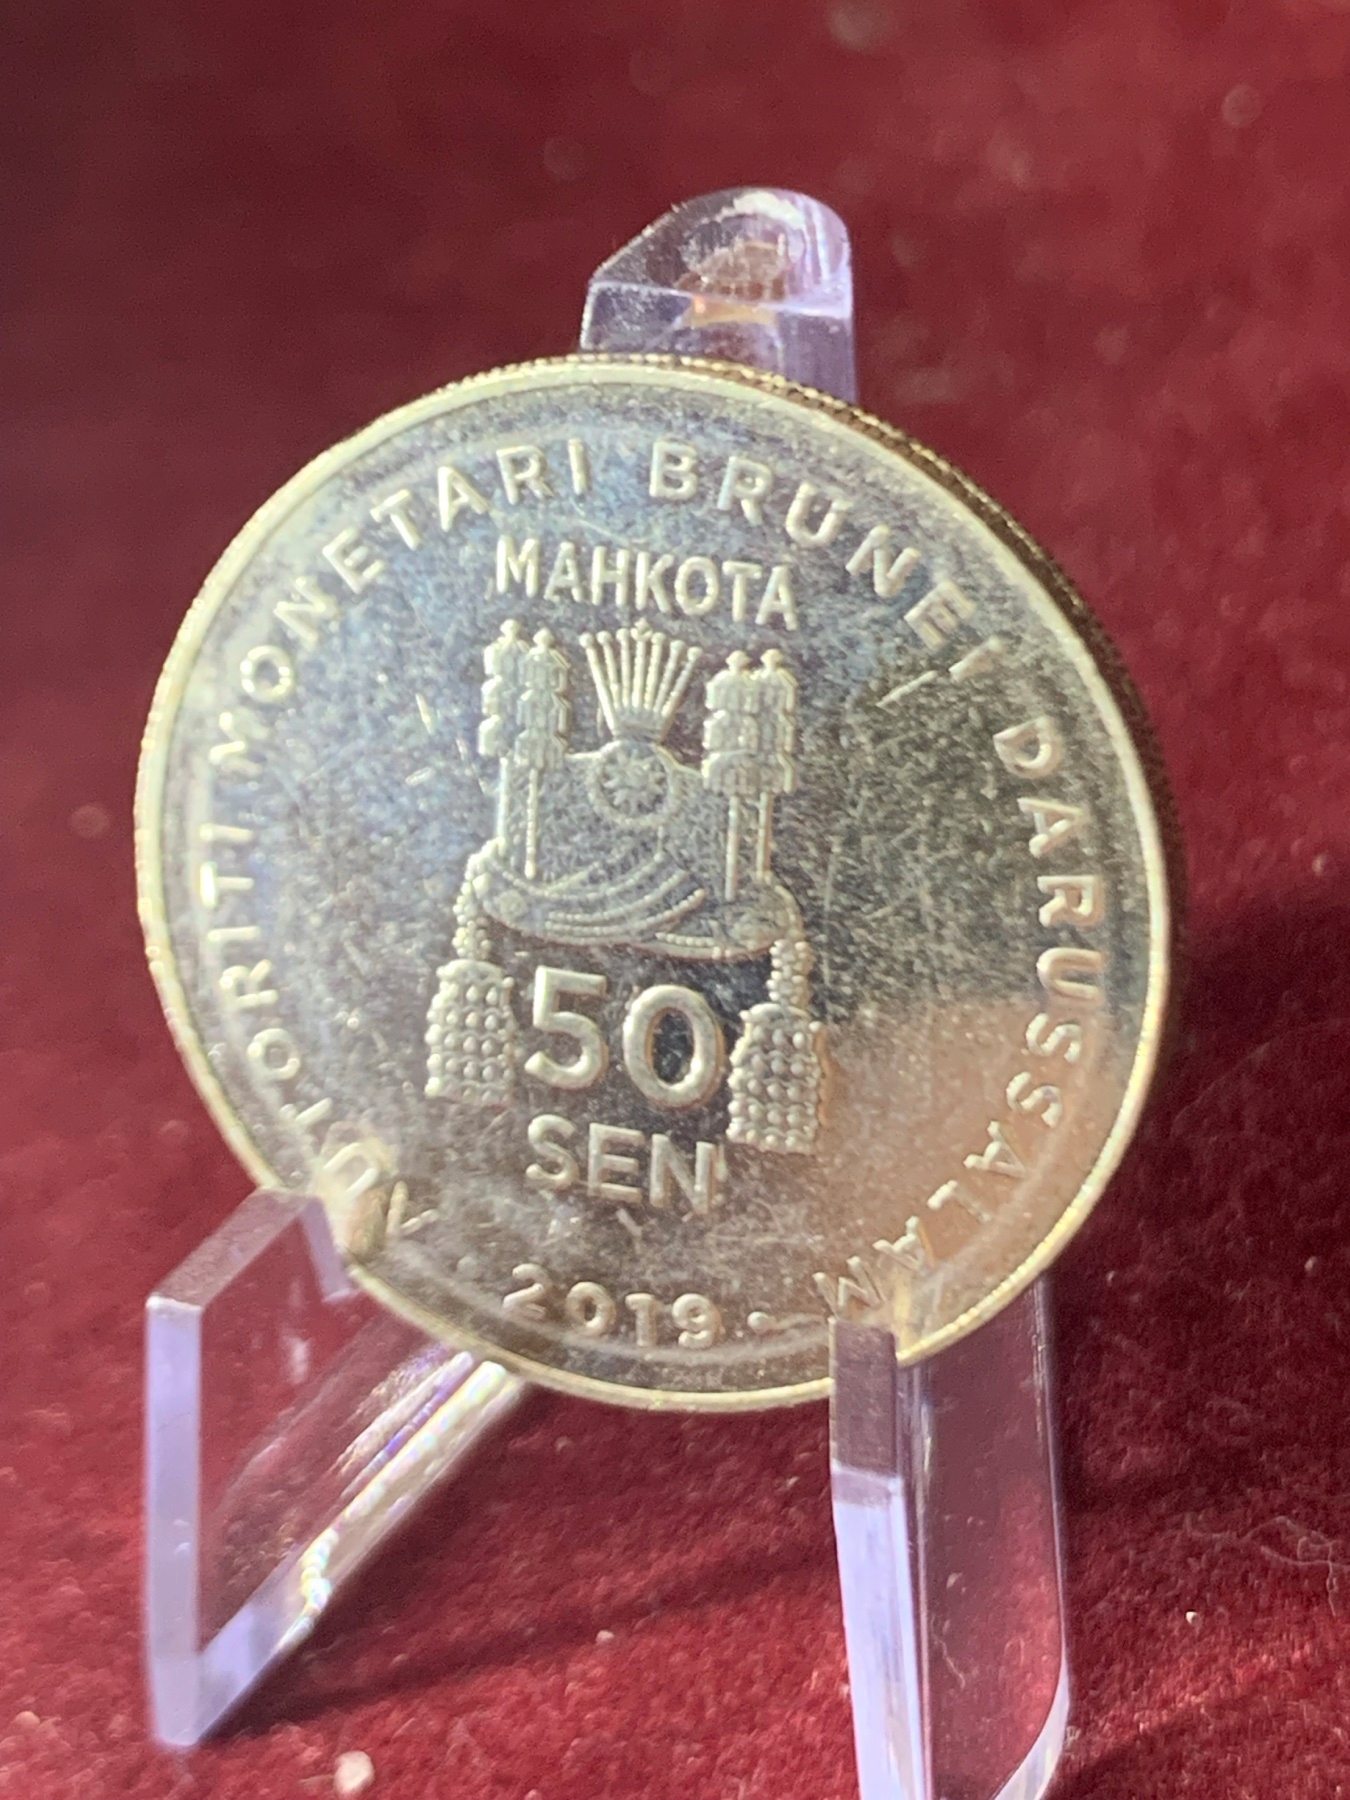 AUTORITI MONETARI BRUNEI DARUSSALAM
MAHKOTA
50
SEN
2019